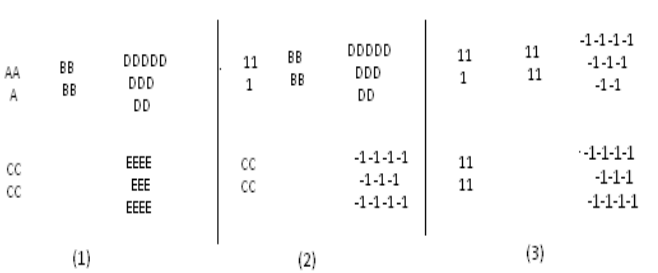 AA
A
BB
BB
DDDDD
DDD
DD
CC
CC
EEEE
EEE
EEEE
(1)
11
1
BB
BB
DDDDD
DDD
DD
CC
CC
-1-1-1-1
-1-1-1
-1-1-1-1
(2)
11
1
11
11
-1-1-1-1
-1-1-1
-1-1
11
11
-1-1-1-1
-1-1-1
-1-1-1-1
(3)